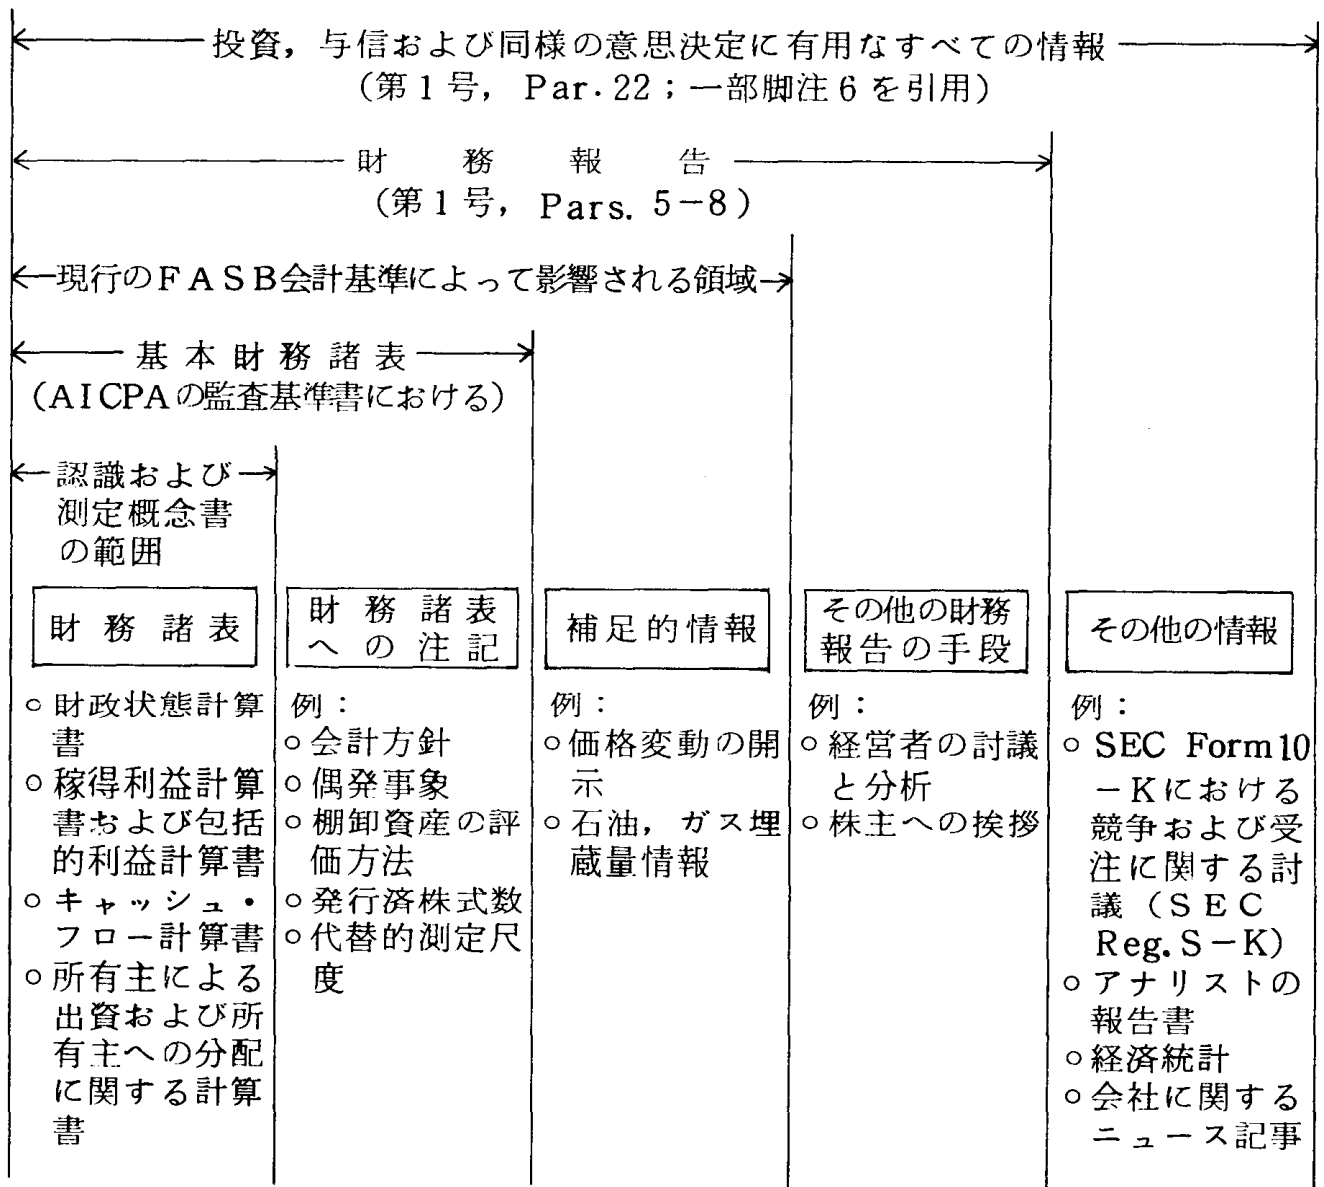 投資，与信および同様の意思決定に有用なすべての情報
（第1号， Par.22；一部脚注6を引用）
財務報告
（第1号， Pars. 5－8）
現行のＦＡＳＢ会計基準によって影響される領域
基本財務諸表
（AICPAの監査基準書における）
認識および
測定概念書
の範囲
財務諸表
○財政状態計算
書
○稼得利益計算
書および包括
的利益計算書
○キャッシュ・
フロー計算書
○所有主による
出資および所
有主への分配
に関する計算
書
財務諸表
への注記
例：
○会計方針
○偶発事象
○棚卸資産の評
価方法
○発行済株式数
○代替的測定尺
度
補足的情報
例：
○価格変動の開
示
○石油，ガス埋
蔵量情報
その他の財務
報告の手段
例：
○経営者の討議
と分析
○株主への挨拶
その他の情報
例：
○SEC Form10
－Kにおける
競争および受
注に関する討
議（SEC
Reg.S－K）
○アナリストの
報告書
○経済統計
○会社に関する
ニュース記事